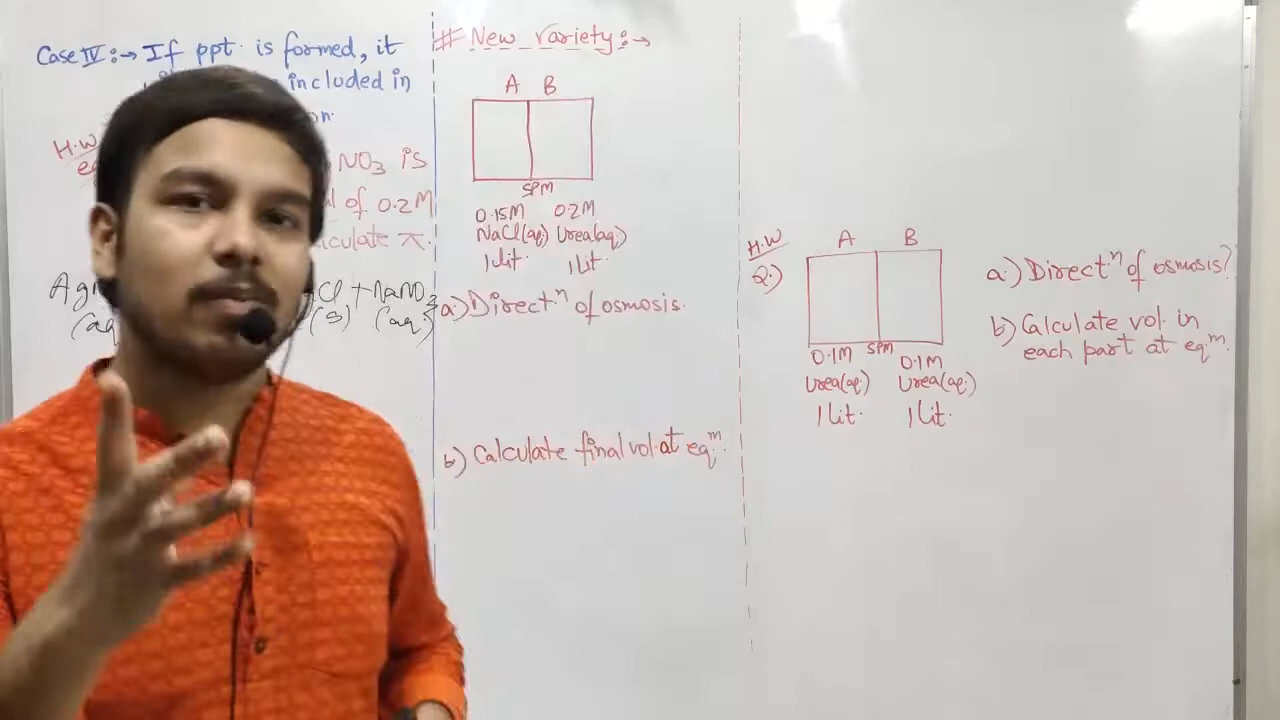 Case IV:→ If ppt. is formed, it
included in
on.
H.W
NO3 is
of 0.2M
culate π.
Ag
Cl + NaNO3
(aq
(s) (aq)
# New variety:→
A B
SPM
0.15M 0.2M
NaCl(aq) Urea(aq)
1 Lit. 1 Lit.
a) Directⁿ of osmosis.
b) Calculate final vol. at eqᵐ.
H.W
Q.)
A B
SPM
0.1M 0.1M
Urea(aq) Urea(aq)
1 Lit. 1 Lit.
a.) Directⁿ of osmosis?
b) Calculate vol. in
each part at eqᵐ.